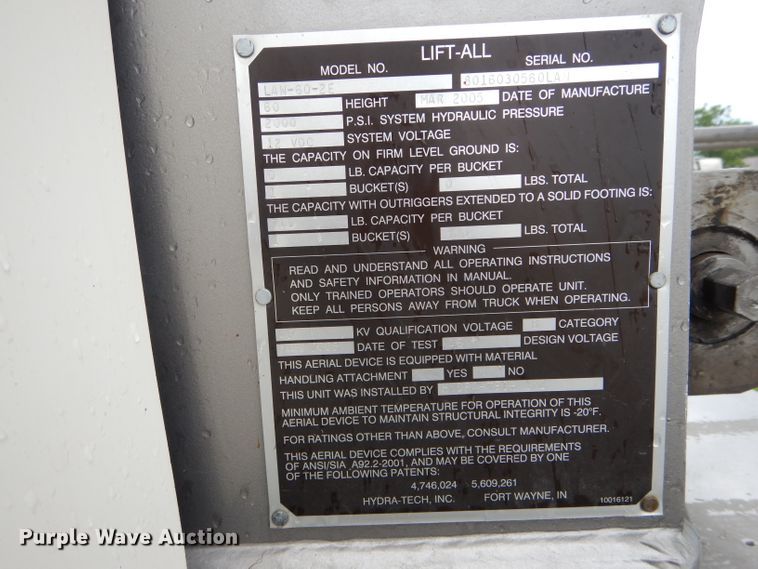 LIFT-ALL
MODEL NO. SERIAL NO.
LAN-60-2E 8016030560LA
60 HEIGHT MAR 2005 DATE OF MANUFACTURE
2000 P.S.I. SYSTEM HYDRAULIC PRESSURE
12 VDC SYSTEM VOLTAGE
THE CAPACITY ON FIRM LEVEL GROUND IS:
LB. CAPACITY PER BUCKET
BUCKET(S) LBS. TOTAL
THE CAPACITY WITH OUTRIGGERS EXTENDED TO A SOLID FOOTING IS:
LB. CAPACITY PER BUCKET
BUCKET(S) LBS. TOTAL
WARNING
READ AND UNDERSTAND ALL OPERATING INSTRUCTIONS
AND SAFETY INFORMATION IN MANUAL.
ONLY TRAINED OPERATORS SHOULD OPERATE UNIT.
KEEP ALL PERSONS AWAY FROM TRUCK WHEN OPERATING.
KV QUALIFICATION VOLTAGE CATEGORY
DATE OF TEST DESIGN VOLTAGE
THIS AERIAL DEVICE IS EQUIPPED WITH MATERIAL
HANDLING ATTACHMENT YES NO
THIS UNIT WAS INSTALLED BY
MINIMUM AMBIENT TEMPERATURE FOR OPERATION OF THIS
AERIAL DEVICE TO MAINTAIN STRUCTURAL INTEGRITY IS -20°F.
FOR RATINGS OTHER THAN ABOVE, CONSULT MANUFACTURER.
THIS AERIAL DEVICE COMPLIES WITH THE REQUIREMENTS
OF ANSI/SIA A92.2-2001, AND MAY BE COVERED BY ONE
OF THE FOLLOWING PATENTS:
4,746,024 5,609,261
HYDRA-TECH, INC. FORT WAYNE, IN 10016121
Purple Wave Auction